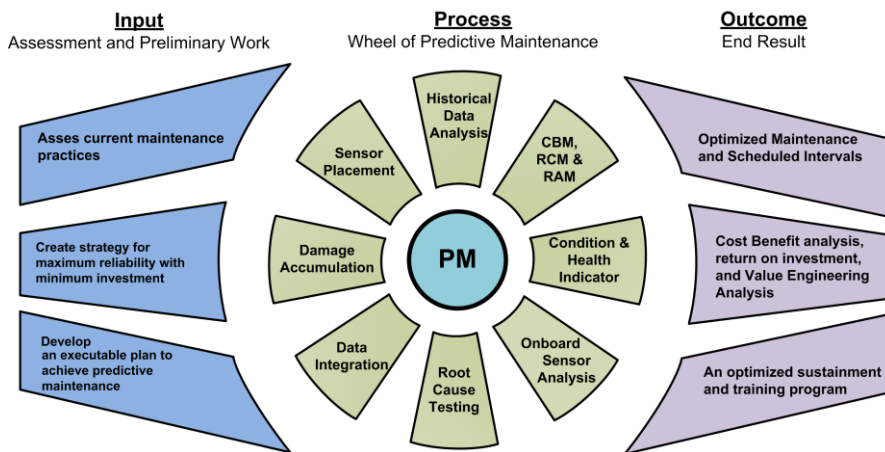 Input
Assessment and Preliminary Work
Process
Wheel of Predictive Maintenance
Outcome
End Result
Asses current maintenance
practices
Create strategy for
maximum reliability with
minimum investment
Develop
an executable plan to
achieve predictive
maintenance
Historical
Data
Analysis
CBM,
RCM &
RAM
Condition &
Health
Indicator
Onboard
Sensor
Analysis
Root
Cause
Testing
Data
Integration
Damage
Accumulation
Sensor
Placement
PM
Optimized Maintenance
and Scheduled Intervals
Cost Benefit analysis,
return on investment,
and Value Engineering
Analysis
An optimized sustainment
and training program